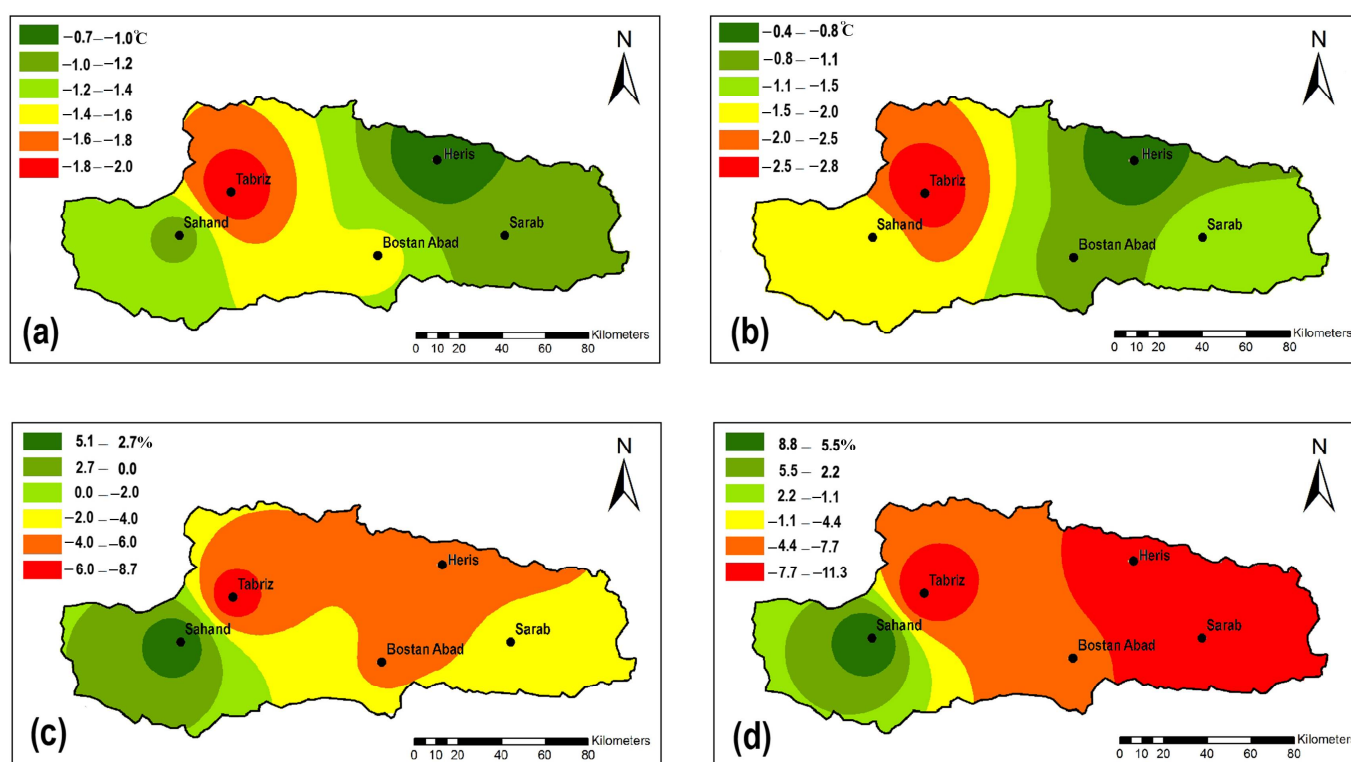 −0.7 — −1.0°C
−1.0 — −1.2
−1.2 — −1.4
−1.4 — −1.6
−1.6 — −1.8
−1.8 — −2.0
N
Heris
Tabriz
Sahand
Sarab
Bostan Abad
(a)
Kilometers
0 10 20 40 60 80
−0.4 — −0.8°C
−0.8 — −1.1
−1.1 — −1.5
−1.5 — −2.0
−2.0 — −2.5
−2.5 — −2.8
N
Heris
Tabriz
Sahand
Sarab
Bostan Abad
(b)
Kilometers
0 10 20 40 60 80
5.1 — 2.7%
2.7 — 0.0
0.0 — −2.0
−2.0 — −4.0
−4.0 — −6.0
−6.0 — −8.7
N
Heris
Tabriz
Sahand
Sarab
Bostan Abad
(c)
Kilometers
0 10 20 40 60 80
8.8 — 5.5%
5.5 — 2.2
2.2 — −1.1
−1.1 — −4.4
−4.4 — −7.7
−7.7 — −11.3
N
Heris
Tabriz
Sahand
Sarab
Bostan Abad
(d)
Kilometers
0 10 20 40 60 80